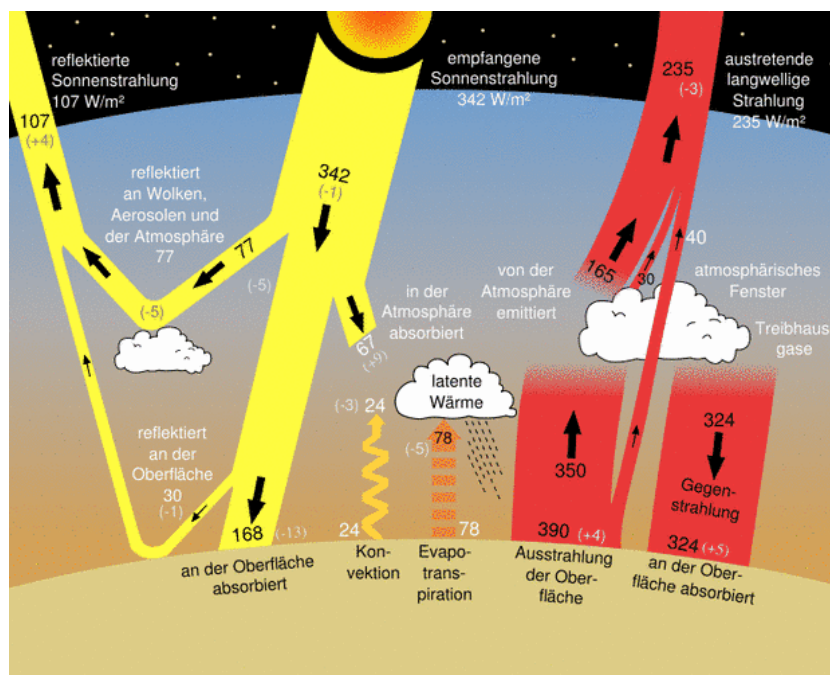 reflektierte
Sonnenstrahlung
107 W/m²
empfangene
Sonnenstrahlung
342 W/m²
austretende
langwellige
Strahlung
235 W/m²
235
(-3)
107
(+4)
reflektiert
an Wolken,
Aerosolen und
der Atmosphäre
77
342
(-1)
77
(-5)
(-5)
in der
Atmosphäre
absorbiert
67
(+9)
von der
Atmosphäre
emittiert
165
30
40
atmosphärisches
Fenster
Treibhaus
gase
latente
Wärme
(-3) 24
(-5)
78
350
324
Gegen-
strahlung
reflektiert
an der
Oberfläche
30
(-1)
168 (-13)
24
78
390 (+4)
324 (+5)
an der Oberfläche
absorbiert
Kon-
vektion
Evapo-
transp-
piration
Ausstrahlung
der Ober-
fläche
an der Ober-
fläche absorbiert